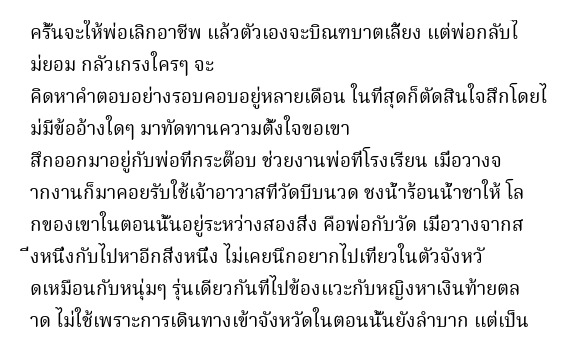 ครั้นจะให้พ่อเลิกอาชีพ แล้วตัวเองจะบิณฑบาตเลี้ยง แต่พ่อกลับไ
ม่ยอม กลัวเกรงใครๆ จะ
คิดหาคำตอบอย่างรอบคอบอยู่หลายเดือน ในที่สุดก็ตัดสินใจสึกโดยไ
ม่มีข้ออ้างใดๆ มาทัดทานความตั้งใจขอเขา
สึกออกมาอยู่กับพ่อที่กระต๊อบ ช่วยงานพ่อที่โรงเรียน เมื่อวางจ
ากงานก็มาคอยรับใช้เจ้าอาวาสที่วัดบีบนวด ชงน้ำร้อนน้ำชาให้ โล
กของเขาในตอนนั้นอยู่ระหว่างสองสิ่ง คือพ่อกับวัด เมื่อวางจากส
ิ่งหนึ่งกับไปหาอีกสิ่งหนึ่ง ไม่เคยนึกอยากไปเที่ยวในตัวจังหวั
ดเหมือนกับหนุ่มๆ รุ่นเดียวกันที่ไปข้องแวะกับหญิงหาเงินท้ายตล
าด ไม่ใช้เพราะการเดินทางเข้าจังหวัดในตอนนั้นยังลำบาก แต่เป็น